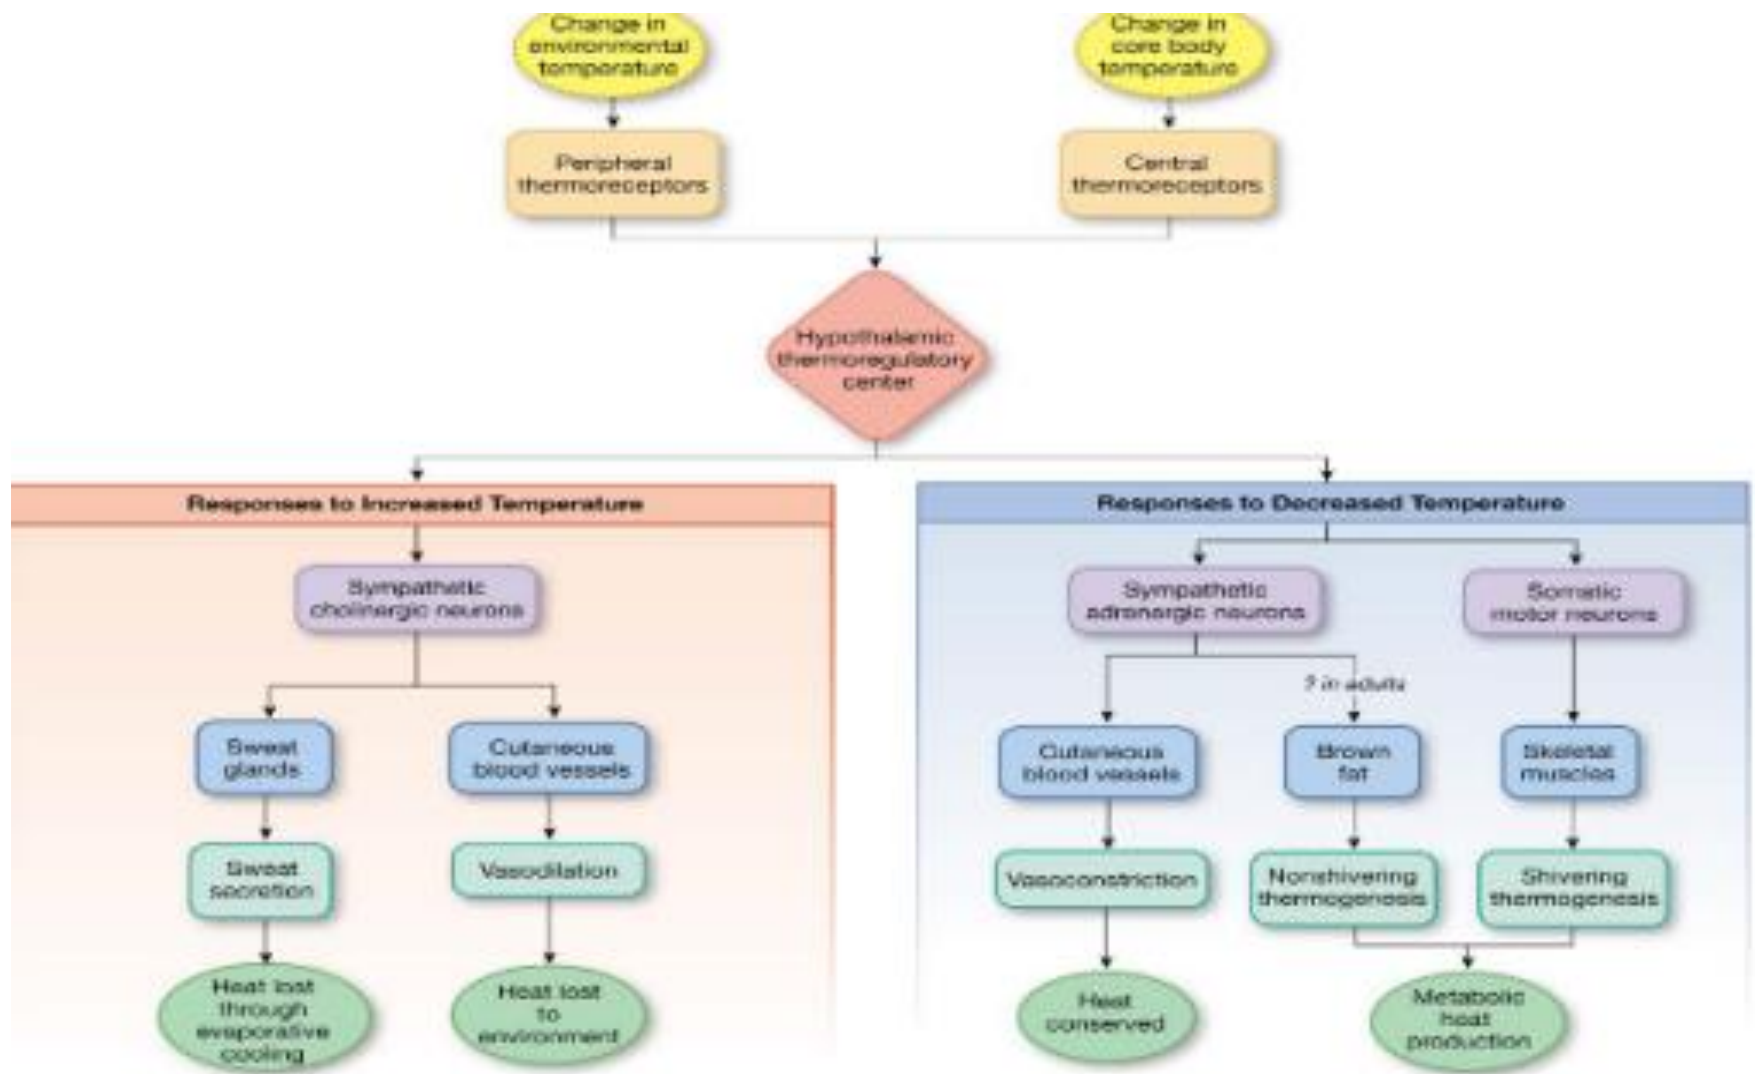 Change in
environmental
temperature
Change in
core body
temperature
Peripheral
thermoreceptors
Central
thermoreceptors
Hypothalamic
thermoregulatory
center
Responses to Increased Temperature
Responses to Decreased Temperature
Sympathetic
cholinergic neurons
Sympathetic
adrenergic neurons
Somatic
motor neurons
? in adults
Sweat
glands
Cutaneous
blood vessels
Cutaneous
blood vessels
Brown
fat
Skeletal
muscles
Sweat
secretion
Vasodilation
Vasoconstriction
Nonshivering
thermogenesis
Shivering
thermogenesis
Heat lost
through
evaporative
cooling
Heat lost
to
environment
Heat
conserved
Metabolic
heat
production